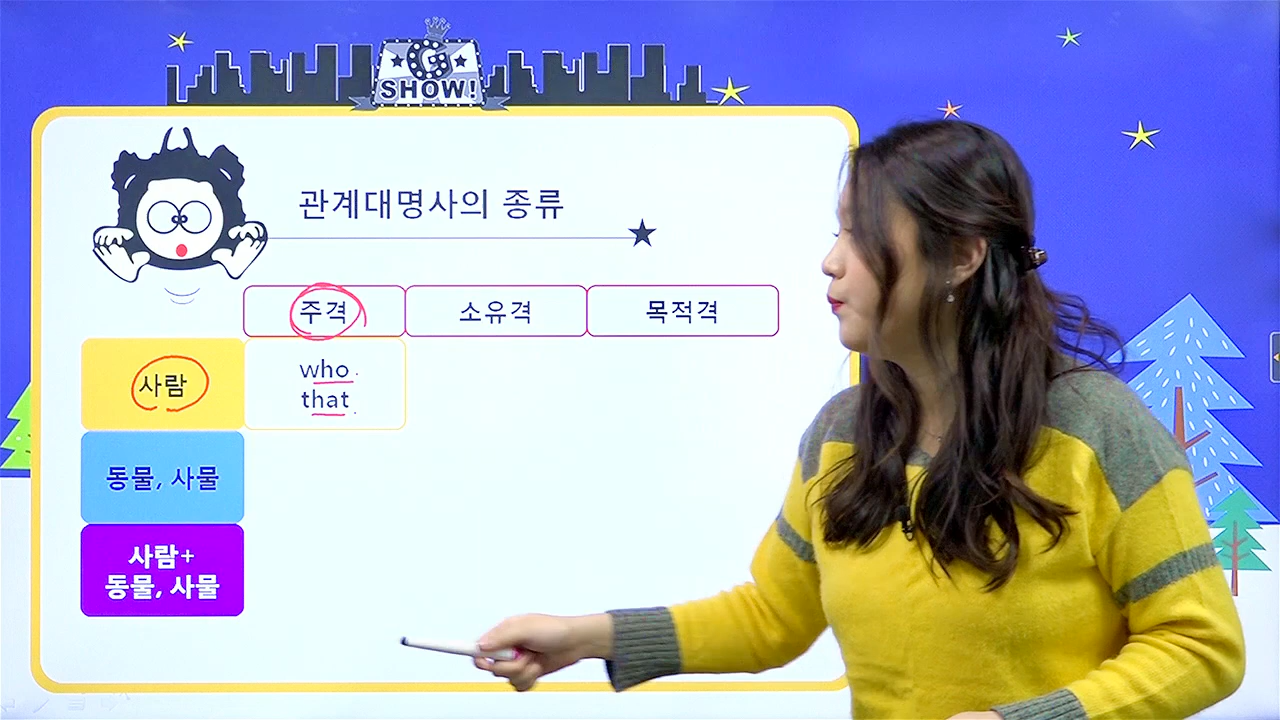 G
SHOW!
관계대명사의 종류
주격 소유격 목적격
사람
who
that
동물, 사물
사람+
동물, 사물